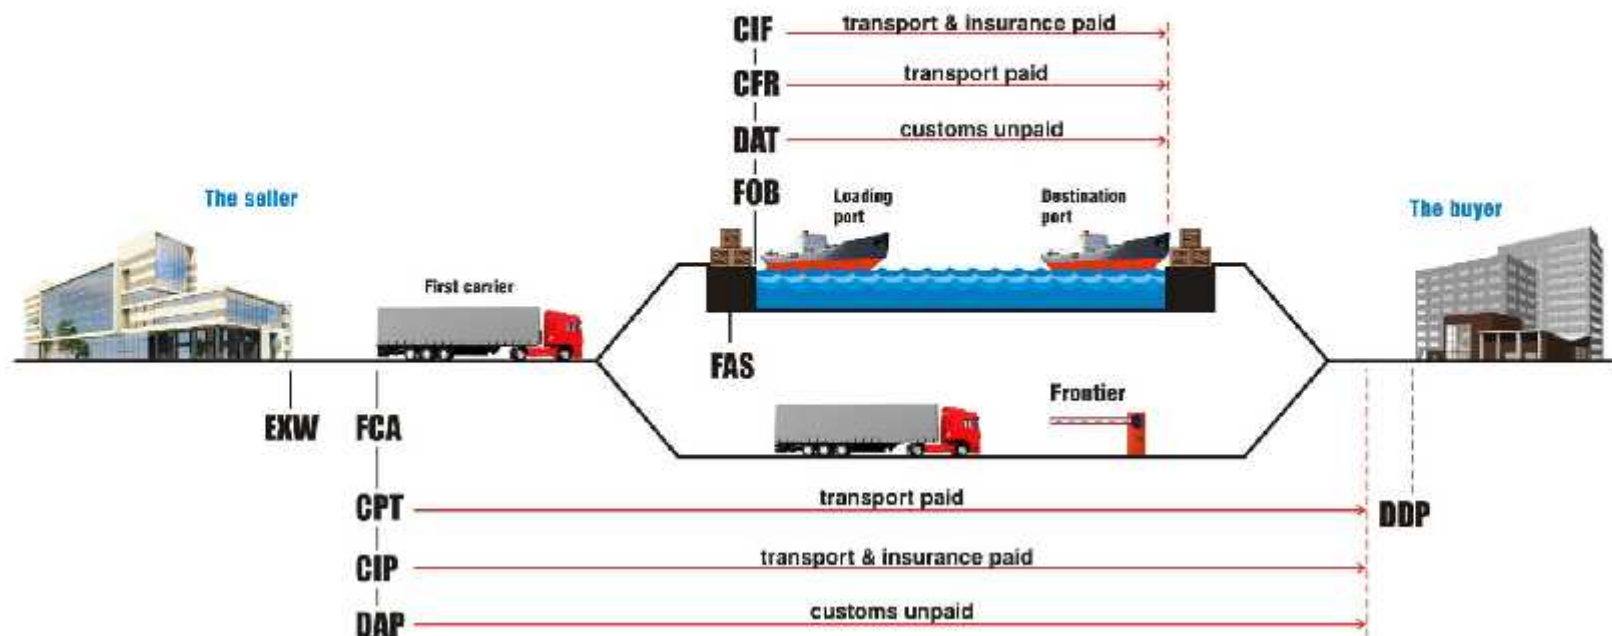 CIF transport & insurance paid
CFR transport paid
DAT customs unpaid
FOB
The seller
Loading
port
Destination
port
The buyer
First carrier
FAS
Frontier
EXW FCA
CPT transport paid
DDP
CIP transport & insurance paid
DAP customs unpaid